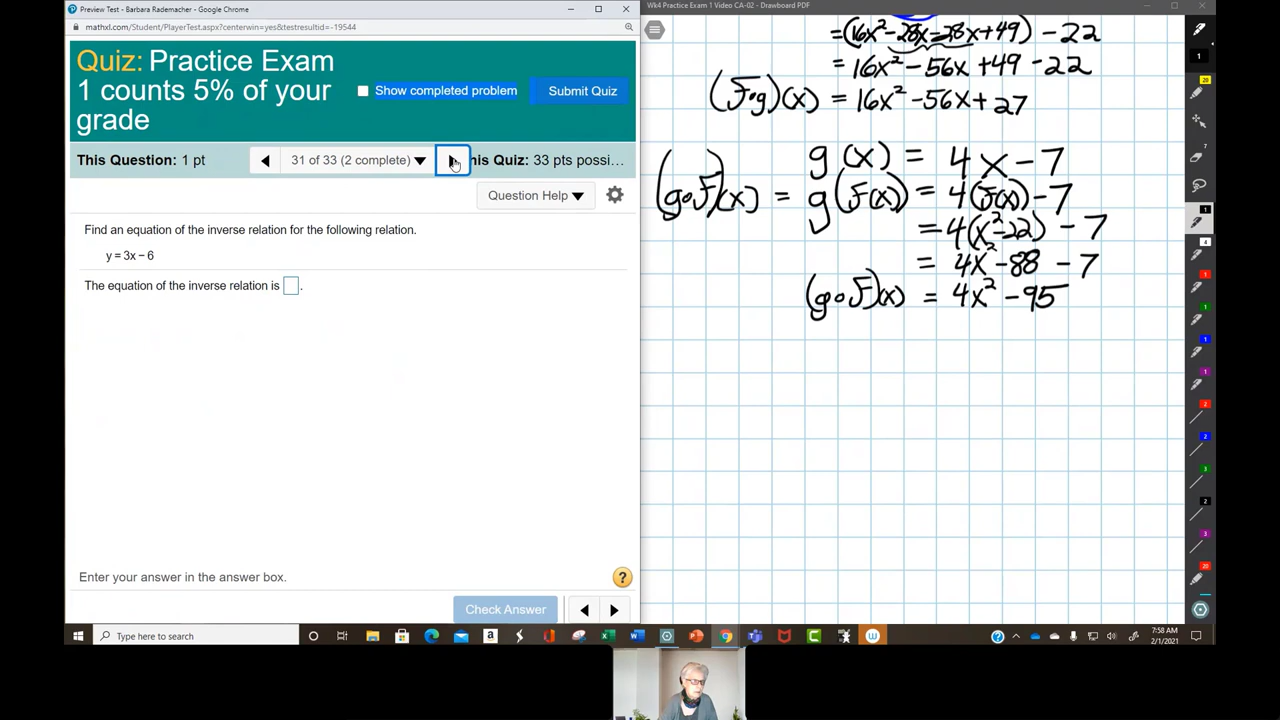 Preview Test - Barbara Rademacher - Google Chrome
mathxl.com/Student/PlayerTest.aspx?centerwin=yes&testresultid=-19544
Quiz: Practice Exam
1 counts 5% of your
grade
Show completed problem
Submit Quiz
This Question: 1 pt
31 of 33 (2 complete)
his Quiz: 33 pts possi...
Question Help
Find an equation of the inverse relation for the following relation.
y = 3x − 6
The equation of the inverse relation is .
Enter your answer in the answer box.
Check Answer
Wk4 Practice Exam 1 Video CA-02 - Drawboard PDF
= (16x² - 28x - 28x + 49) - 22
= 16x² - 56x + 49 - 22
(f∘g)(x) = 16x² - 56x + 27
g(x) = 4x - 7
(g∘f)(x) = g(f(x)) = 4(f(x)) - 7
= 4(x² - 22) - 7
= 4x² - 88 - 7
(g∘f)(x) = 4x² - 95
Type here to search
7:58 AM
2/1/2021